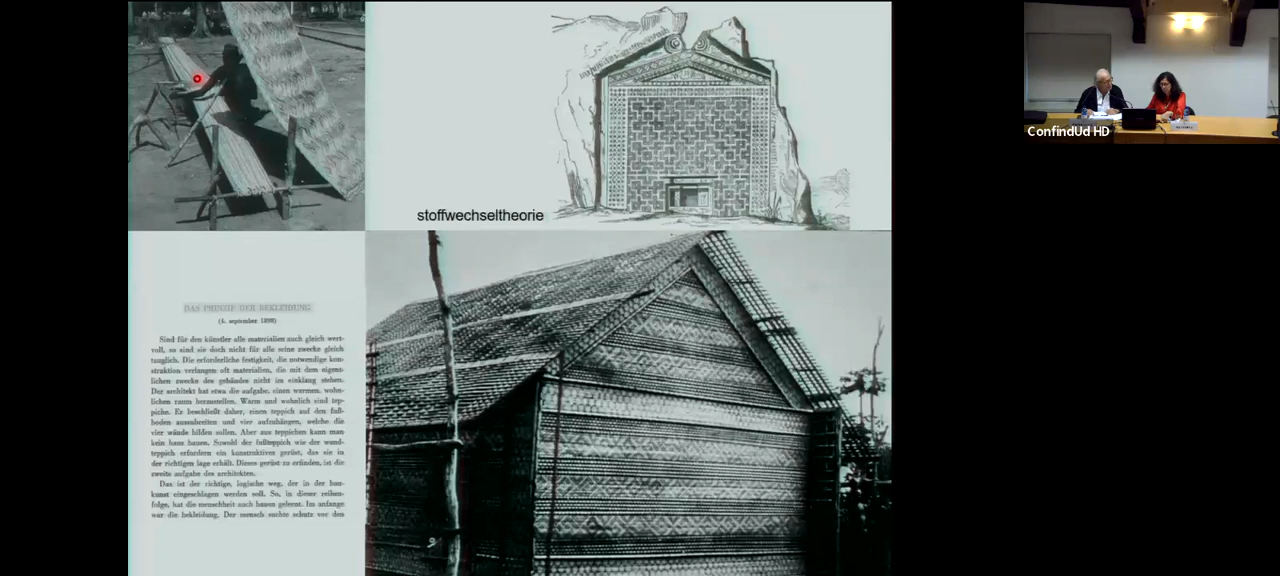 stoffwechseltheorie
ConfindUd HD
DAS PRINZIP DER BEKLEIDUNG
(4. september 1898)
Sind für den künstler alle materialien auch gleich wert-
voll, so sind sie doch nicht für alle seine zwecke gleich
tauglich. Die erforderliche festigkeit, die notwendige kon-
struktion verlangen oft materialien, die mit dem eigent-
lichen zwecke des gebäudes nicht im einklang stehen.
Der architekt hat etwa die aufgabe, einen warmen, wohn-
lichen raum herzustellen. Warm und wohnlich sind tep-
piche. Er beschließt daher, einen teppich auf den fuß-
boden auszubreiten und vier aufzuhängen, welche die
vier wände bilden sollen. Aber aus teppichen kann man
kein haus bauen. Sowohl der fußteppich wie der wand-
teppich erfordern ein konstruktives gerüst, das sie in
der richtigen lage erhält. Dieses gerüst zu erfinden, ist die
zweite aufgabe des architekten.
Das ist der richtige, logische weg, der in der bau-
kunst eingeschlagen werden soll. So, in dieser reihen-
folge, hat die menschheit auch bauen gelernt. Im anfange
war die bekleidung. Der mensch suchte schutz vor den